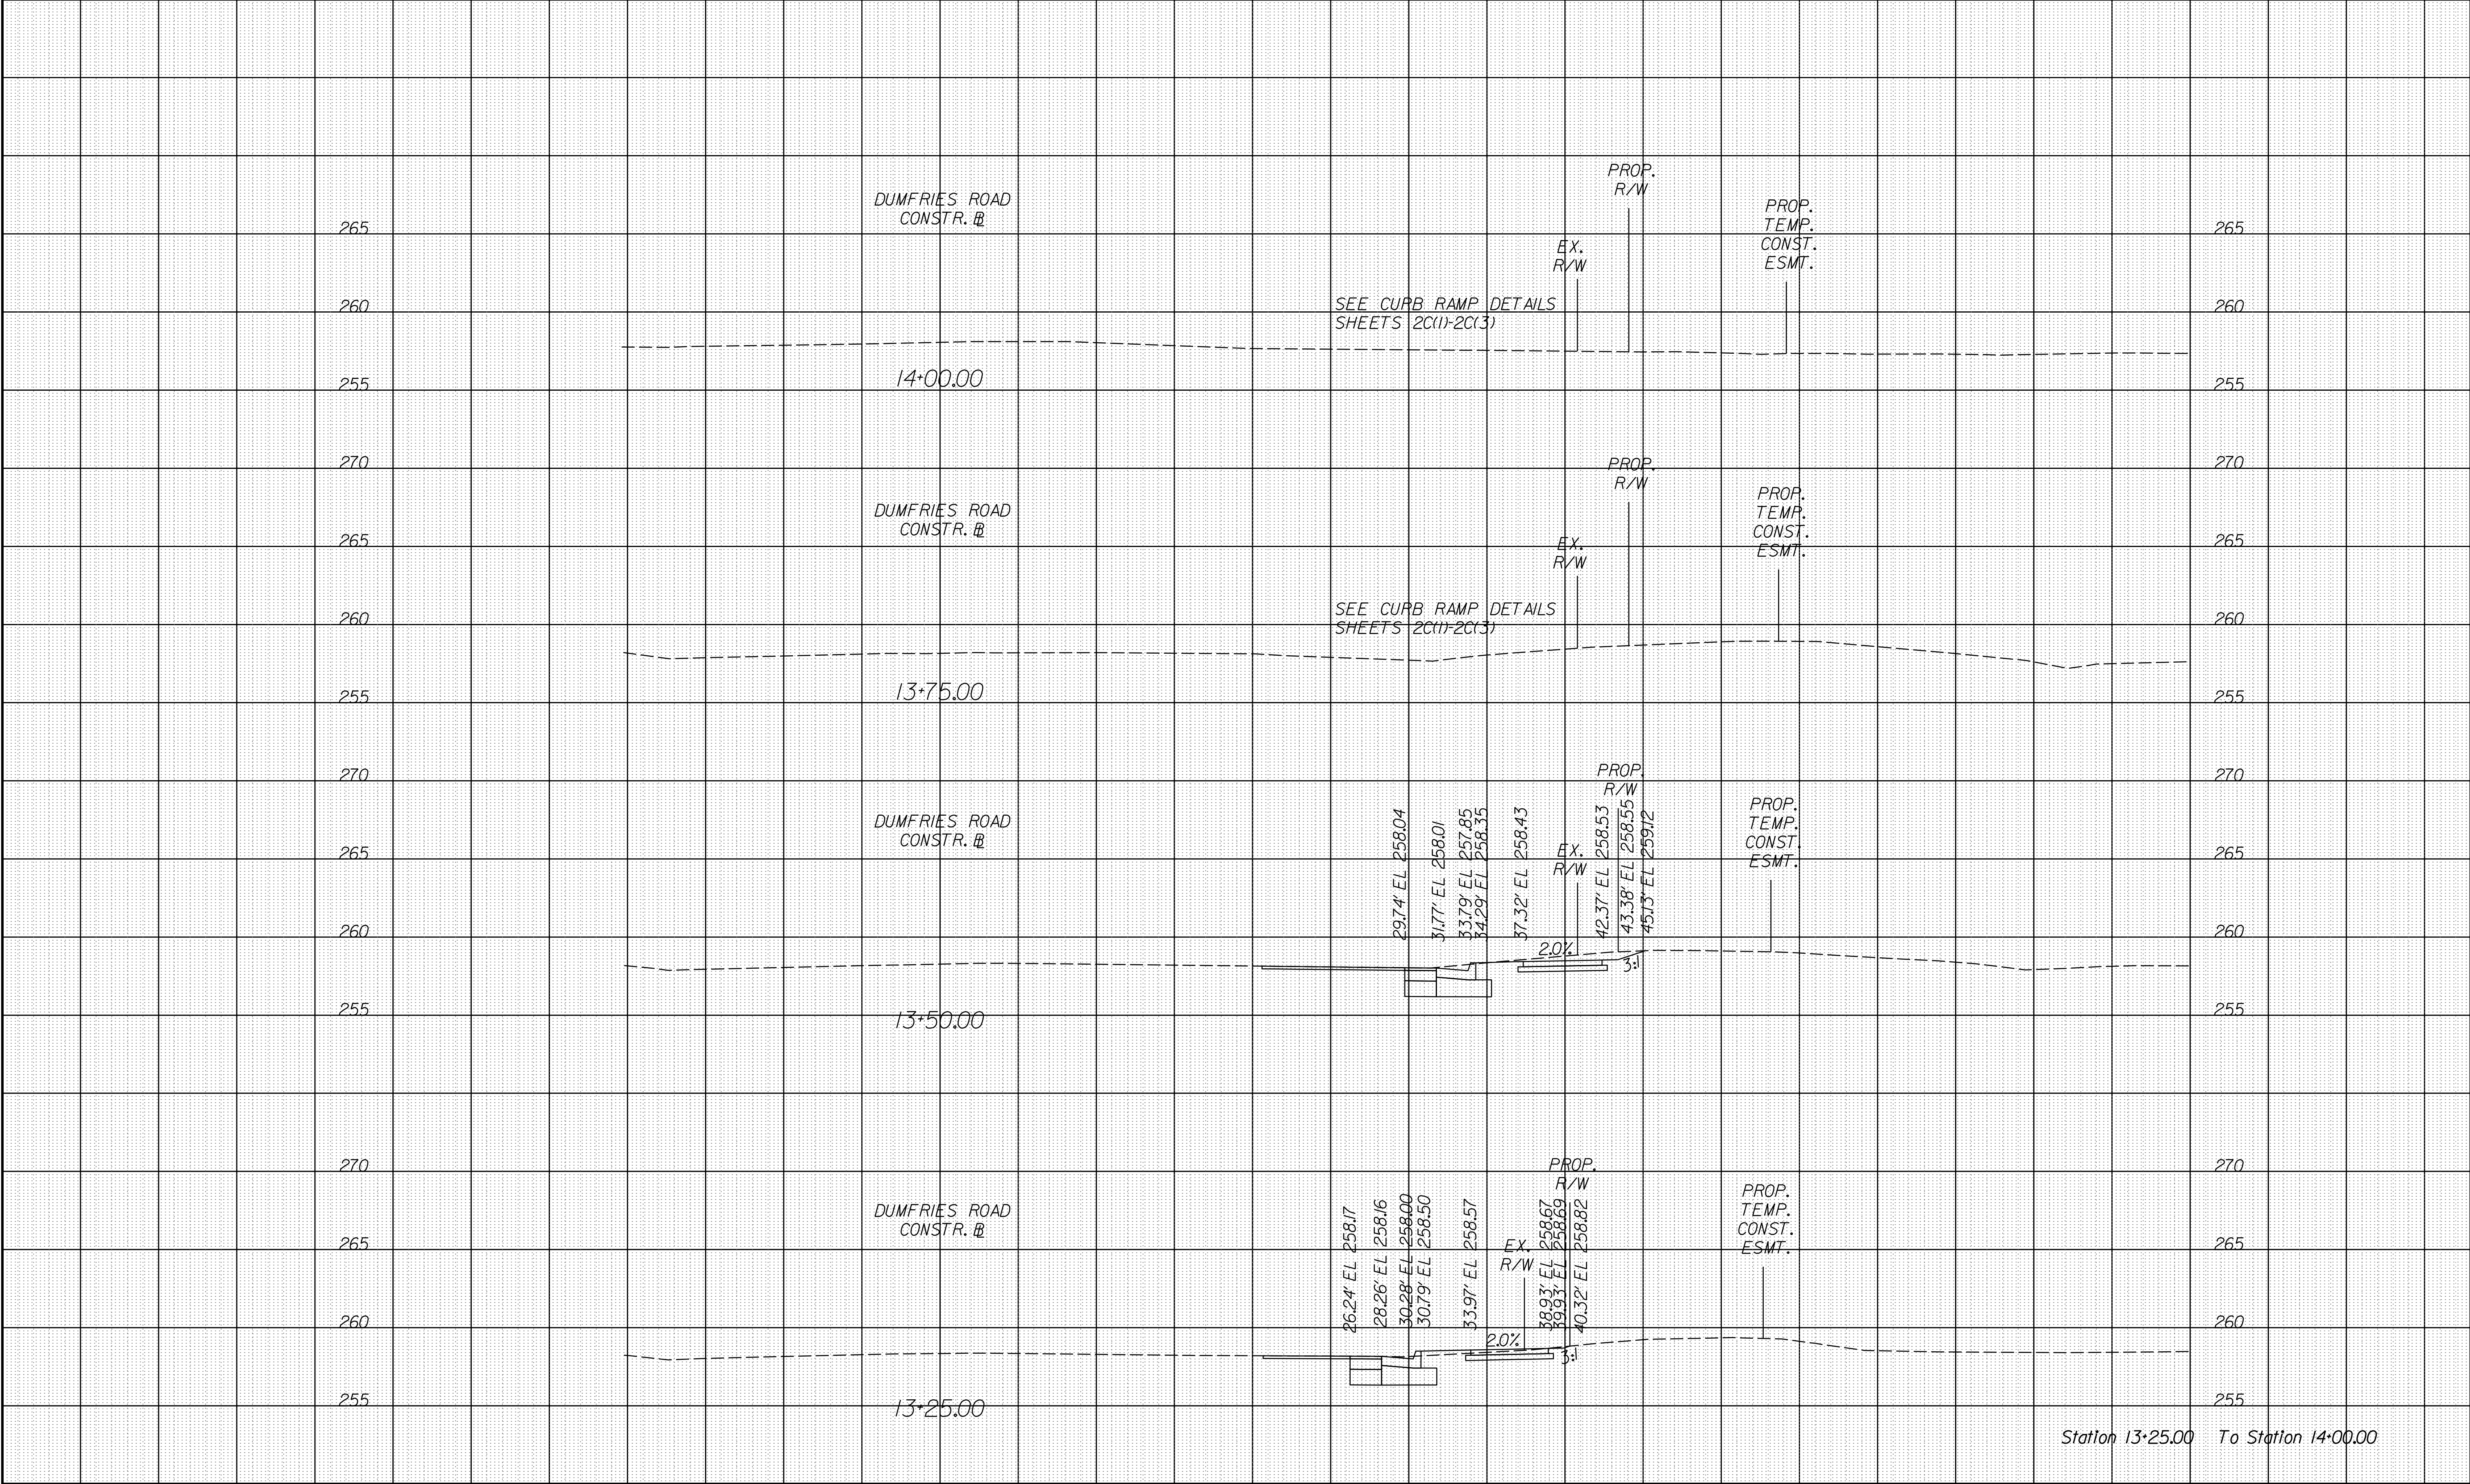 PROP.
R/W
DUMFRIES ROAD
CONSTR. BL
PROP.
TEMP.
CONST.
ESMT.
265
265
EX.
R/W
SEE CURB RAMP DETAILS
SHEETS 2C(1)-2C(3)
260
260
14+00.00
255
255
270
270
PROP.
R/W
DUMFRIES ROAD
CONSTR. BL
PROP.
TEMP.
CONST.
ESMT.
265
265
EX.
R/W
SEE CURB RAMP DETAILS
SHEETS 2C(1)-2C(3)
260
260
13+75.00
255
255
270
270
PROP.
R/W
DUMFRIES ROAD
CONSTR. BL
PROP.
TEMP.
CONST.
ESMT.
265
265
29.74' EL 258.04
31.77' EL 258.01
33.79' EL 257.85
34.29' EL 258.35
37.32' EL 258.43
EX.
R/W
42.37' EL 258.53
43.38' EL 258.55
45.13' EL 259.12
260
260
2.0%
3:1
13+50.00
255
255
270
270
PROP.
R/W
DUMFRIES ROAD
CONSTR. BL
PROP.
TEMP.
CONST.
ESMT.
265
265
26.24' EL 258.17
28.26' EL 258.16
30.28' EL 258.00
30.79' EL 258.50
33.97' EL 258.57
EX.
R/W
38.93' EL 258.67
39.93' EL 258.69
40.32' EL 258.82
260
260
2.0%
3:1
13+25.00
255
255
Station 13+25.00 To Station 14+00.00